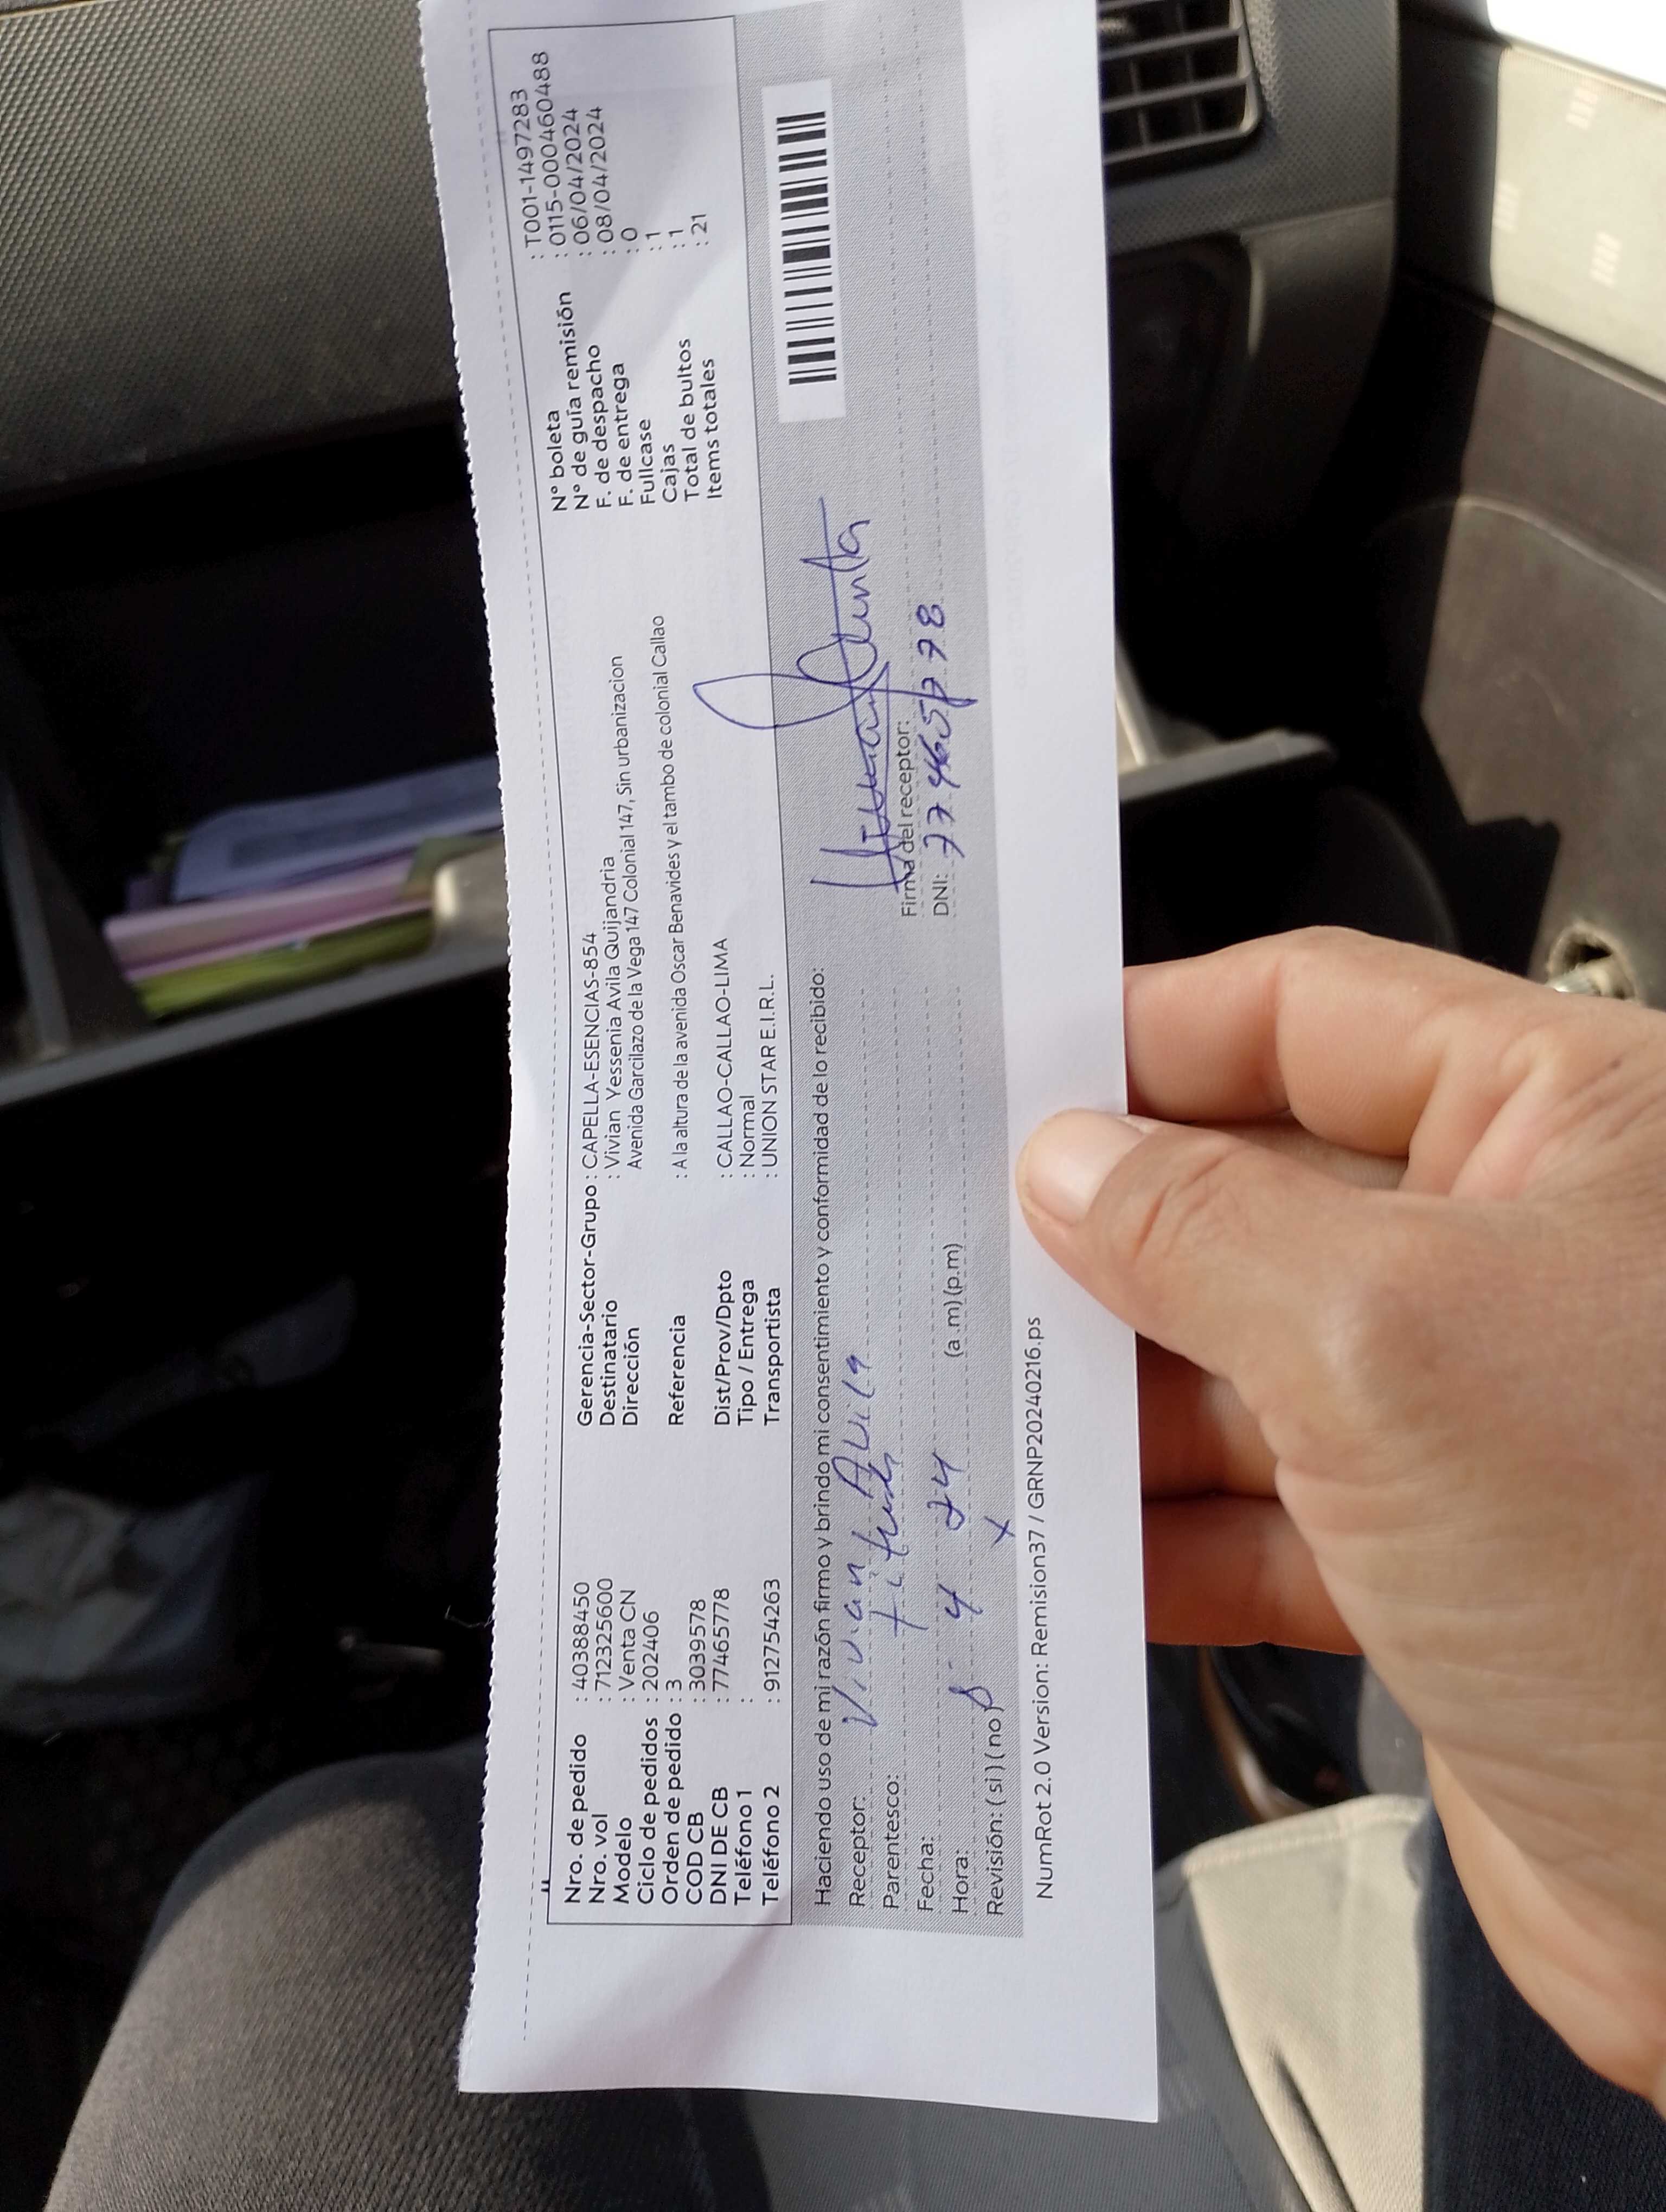 Nro. de pedido : 40388450
Nro. vol : 712325600
Modelo : Venta CN
Ciclo de pedidos : 202406
Orden de pedido : 3
COD CB : 3039578
DNI DE CB : 77465778
Teléfono 1 :
Teléfono 2 : 912754263
Gerencia-Sector-Grupo : CAPELLA-ESENCIAS-854
Destinatario : Vivian Yessenia Avila Quijandria
Dirección Avenida Garcilazo de la Vega 147 Colonial 147, Sin urbanizacion
Referencia : A la altura de la avenida Oscar Benavides y el tambo de colonial Callao
Dist/Prov/Dpto : CALLAO-CALLAO-LIMA
Tipo / Entrega : Normal
Transportista : UNION STAR E.I.R.L.
N° boleta : T001-1497283
N° de guía remisión : 0115-0000460488
F. de despacho : 06/04/2024
F. de entrega : 08/04/2024
Fullcase : 0
Cajas : 1
Total de bultos : 1
Items totales : 21
Haciendo uso de mi razón firmo y brindo mi consentimiento y conformidad de lo recibido:
Receptor: Vivian Avila
Parentesco:
Fecha: 8 4 24
Hora: (a.m) (p.m)
Revisión: (si) (no) x
Firma del receptor:
DNI: 77465778
NumRot 2.0 Version: Remision37 / GRNP20240216.ps